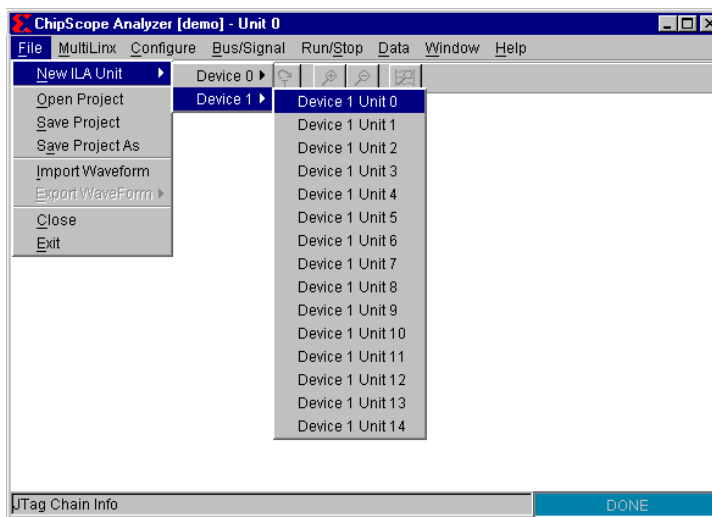 ChipScope Analyzer [demo] - Unit 0
File MultiLinx Configure Bus/Signal Run/Stop Data Window Help
New ILA Unit
Device 0
Device 1
Open Project
Save Project
Save Project As
Import Waveform
Export WaveForm
Close
Exit
Device 1 Unit 0
Device 1 Unit 1
Device 1 Unit 2
Device 1 Unit 3
Device 1 Unit 4
Device 1 Unit 5
Device 1 Unit 6
Device 1 Unit 7
Device 1 Unit 8
Device 1 Unit 9
Device 1 Unit 10
Device 1 Unit 11
Device 1 Unit 12
Device 1 Unit 13
Device 1 Unit 14
JTag Chain Info
DONE